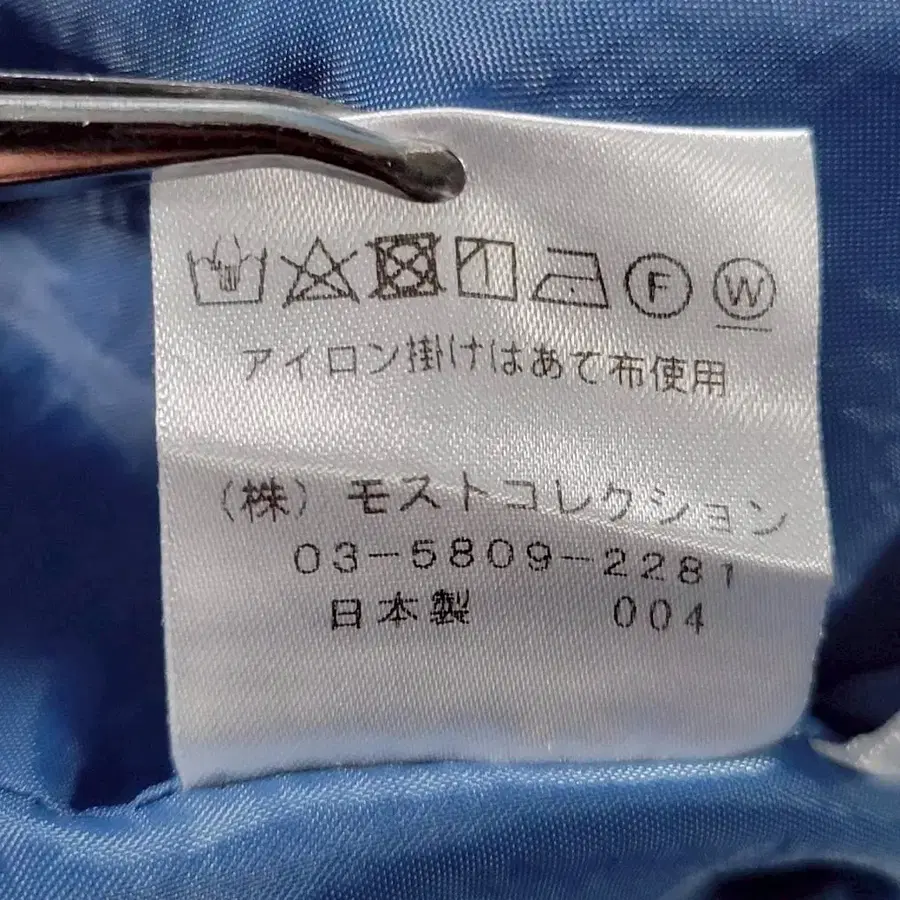 F W
アイロン掛けはあて布使用
（株）モストコレクション
03-5809-2281
日本製 004